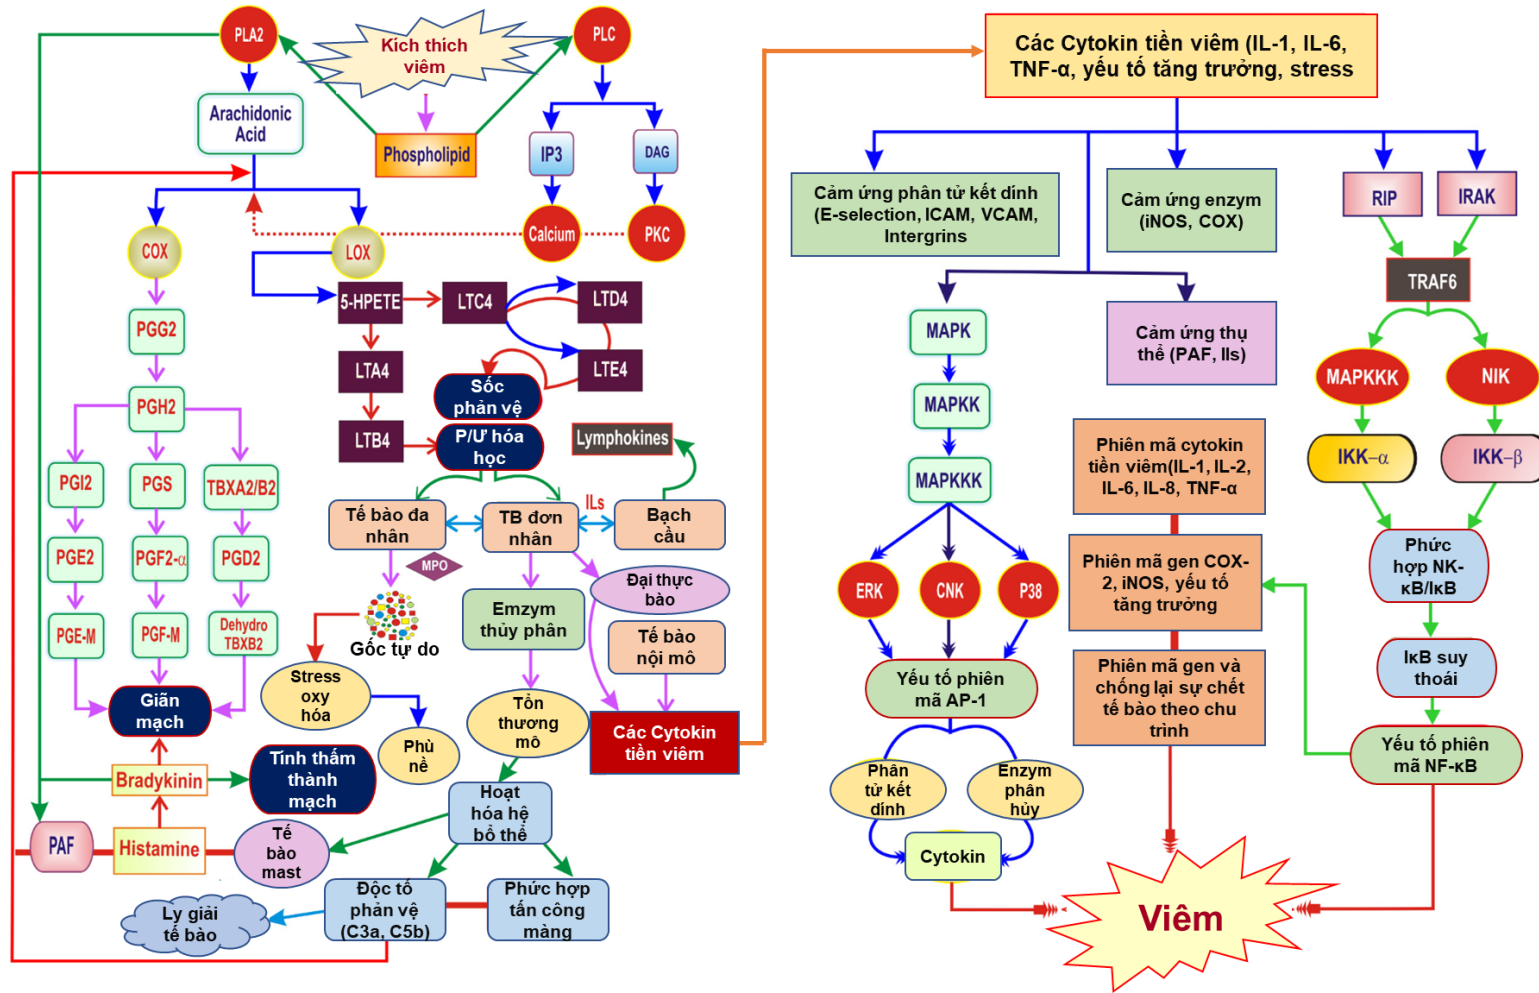 Kích thích
viêm
PLA2
PLC
Arachidonic
Acid
Phospholipid
IP3
DAG
COX
LOX
Calcium
PKC
PGG2
5-HPETE
LTC4
LTD4
LTA4
LTE4
PGH2
Sốc
phản vệ
LTB4
P/Ư hóa
học
Lymphokines
PGI2
PGS
TBXA2/B2
Tế bào đa
nhân
TB đơn
nhân
ILs
Bạch
cầu
PGE2
PGF2-α
PGD2
MPO
Đại thực
bào
Emzym
thủy phân
Gốc tự do
Tế bào
nội mô
PGE-M
PGF-M
Dehydro
TBXB2
Giãn
mạch
Stress
oxy
hóa
Phù
nề
Tổn
thương
mô
Các Cytokin
tiền viêm
Bradykinin
Tính thấm
thành
mạch
Hoạt
hóa hệ
bổ thể
PAF
Histamine
Tế
bào
mast
Ly giải
tế bào
Độc tố
phản vệ
(C3a, C5b)
Phức hợp
tấn công
màng
Các Cytokin tiền viêm (IL-1, IL-6,
TNF-α, yếu tố tăng trưởng, stress
Cảm ứng phân tử kết dính
(E-selection, ICAM, VCAM,
Intergrins
Cảm ứng enzym
(iNOS, COX)
RIP
IRAK
TRAF6
MAPK
Cảm ứng thụ
thể (PAF, IIs)
MAPKK
MAPKKK
MAPKKK
NIK
IKK-α
IKK-β
Phiên mã cytokin
tiền viêm(IL-1, IL-2,
IL-6, IL-8, TNF-α
Phiên mã gen COX-
2, iNOS, yếu tố
tăng trưởng
Phiên mã gen và
chống lại sự chết
tế bào theo chu
trình
Phức
hợp NK-
κB/IκB
IκB suy
thoái
Yếu tố phiên
mã NF-κB
ERK
CNK
P38
Yếu tố phiên
mã AP-1
Phân
tử kết
dính
Enzym
phân
hủy
Cytokin
Viêm